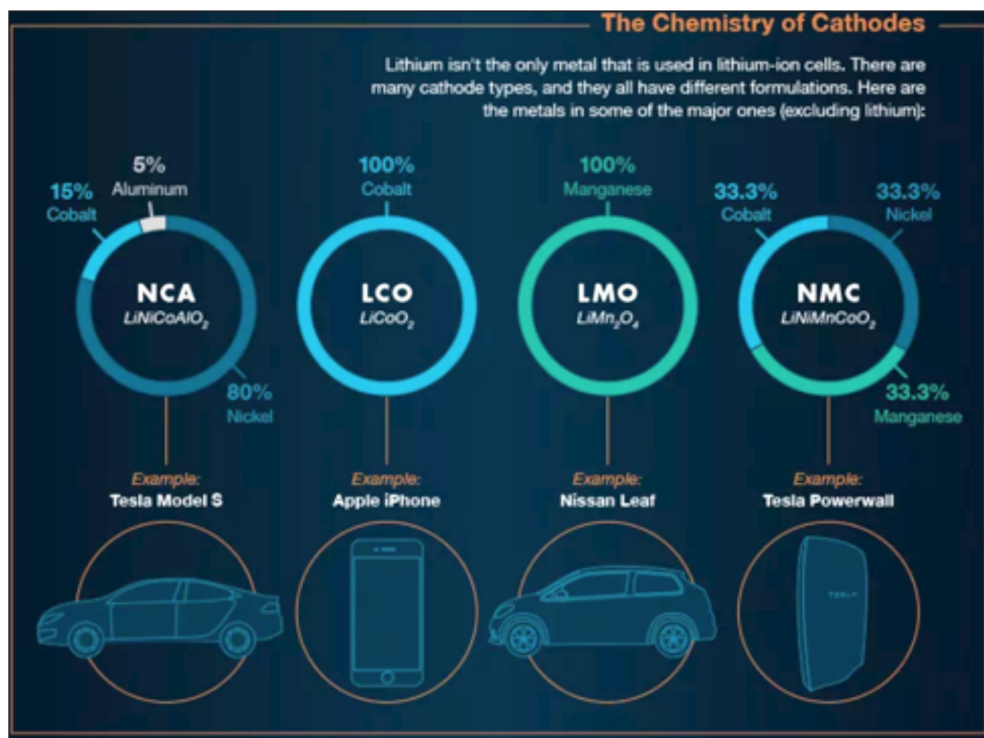 The Chemistry of Cathodes
Lithium isn't the only metal that is used in lithium-ion cells. There are
many cathode types, and they all have different formulations. Here are
the metals in some of the major ones (excluding lithium):
5%
Aluminum
15%
Cobalt
NCA
LiNiCoAlO₂
80%
Nickel
Example:
Tesla Model S
100%
Cobalt
LCO
LiCoO₂
Example:
Apple iPhone
100%
Manganese
LMO
LiMn₂O₄
Example:
Nissan Leaf
33.3%
Cobalt
33.3%
Nickel
NMC
LiNiMnCoO₂
33.3%
Manganese
Example:
Tesla Powerwall
TESLA